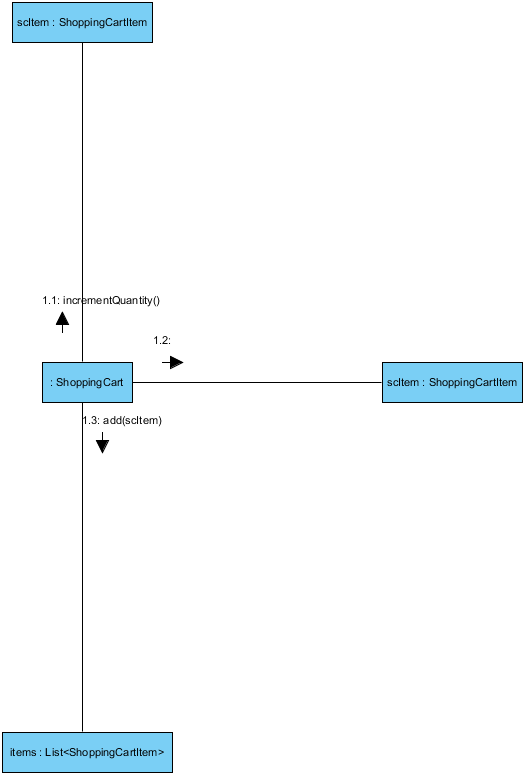 scItem : ShoppingCartItem
1.1: incrementQuantity()
1.2:
: ShoppingCart
scItem : ShoppingCartItem
1.3: add(scItem)
items : List<ShoppingCartItem>